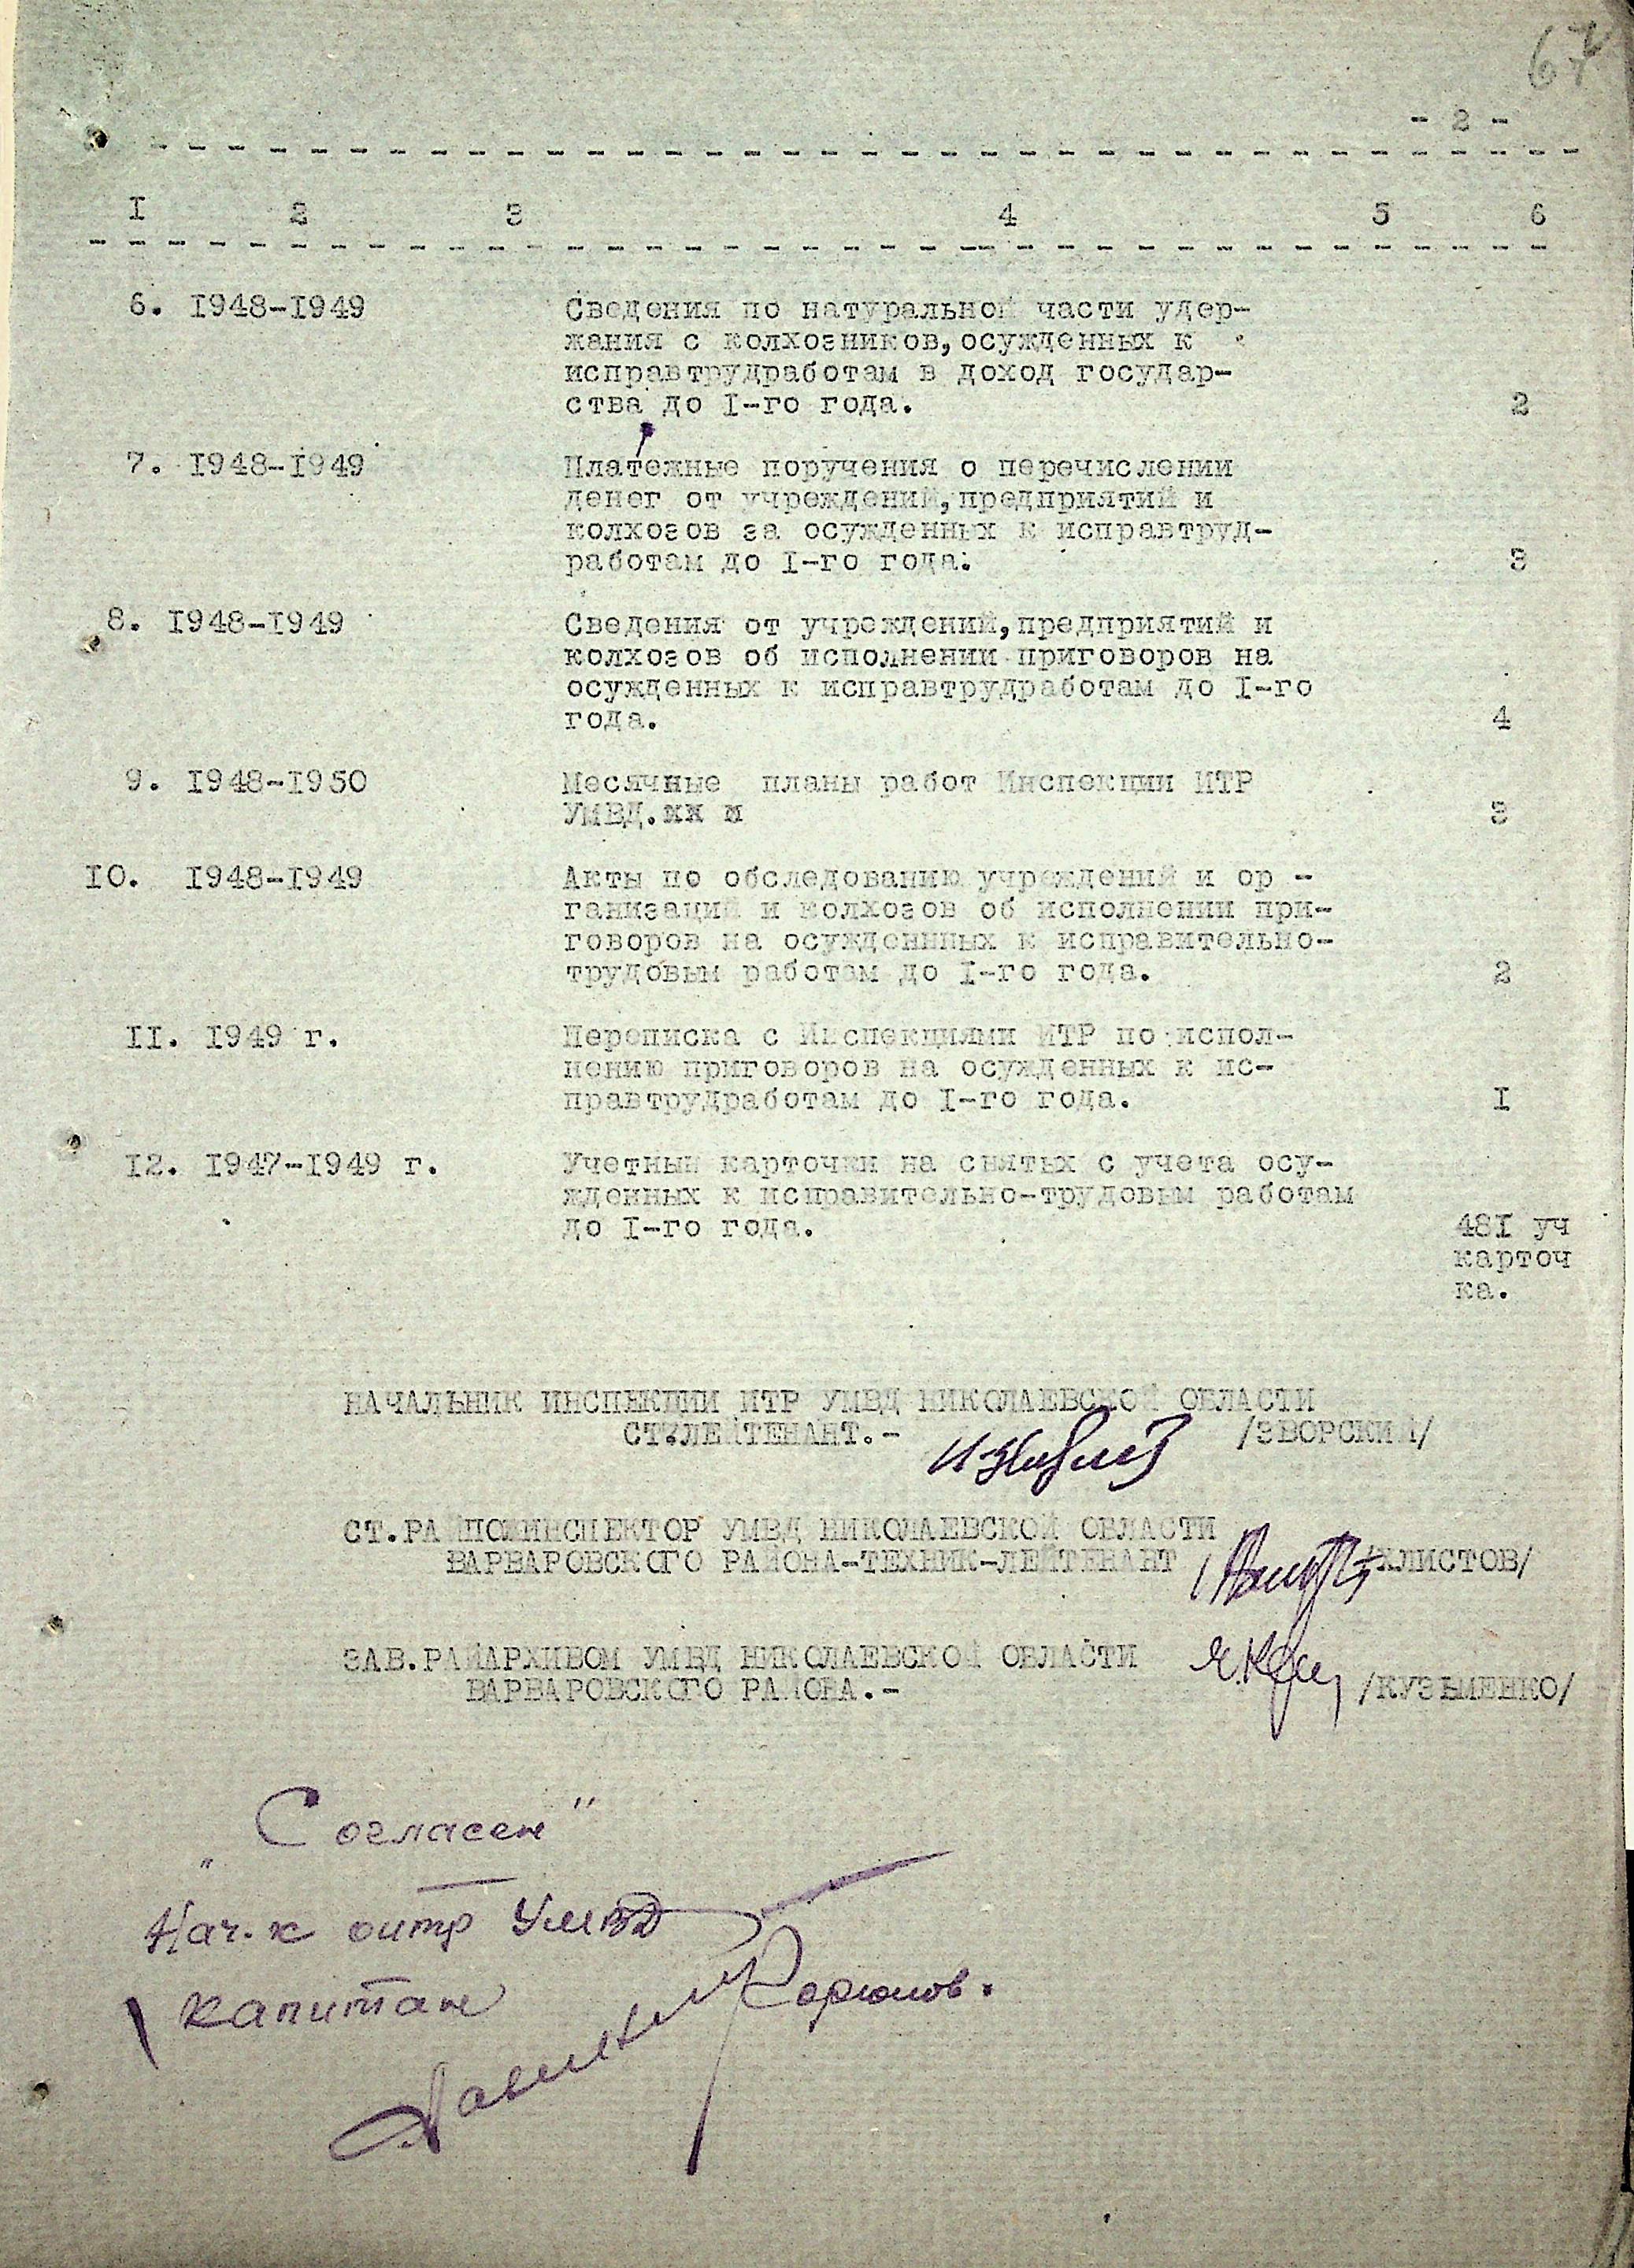 67
- 2 -
I 2 3 4 5 6
6. I948-I949 Сведения по натуральной части удер-
жания с колхозников,осужденных к
исправтрудработам в доход государ-
ства до I-го года. 2
7. I948-I949 Платежные поручения о перечислении
денег от учреждений,предприятий и
колхозов за осужденных к исправтруд-
работам до I-го года. 3
8. I948-I949 Сведения от учреждений,предприятий и
колхозов об исполнении приговоров на
осужденных к исправтрудработам до I-го
года. 4
9. I948-I950 Месячные планы работ Инспекции ИТР
УМВД. 3
IO. I948-I949 Акты по обследованию учреждений и ор -
ганизаций и колхозов об исполнении при-
говоров на осужденнных к исправительно-
трудовым работам до I-го года. 2
II. I949 г. Переписка с Инспекциями ИТР по испол-
нению приговоров на осужденных к ис-
правтрудработам до I-го года. I
I2. I947-I949 г. Учетные карточки на снятых с учета осу-
жденных к исправительно-трудовым работам
до I-го года.
48I уч
карточ
ка.
НАЧАЛЬНИК ИНСПЕКЦИИ ИТР УМВД НИКОЛАЕВСКОЙ ОБЛАСТИ
СТ.ЛЕЙТЕНАНТ.- /ЗВОРСКИЙ/
СТ.РАЙПОЖИНСПЕКТОР УМВД НИКОЛАЕВСКОЙ ОБЛАСТИ
ВАРВАРОВСКОГО РАЙОНА-ТЕХНИК-ЛЕЙТЕНАНТ /ХЛИСТОВ/
ЗАВ.РАЙАРХИВОМ УМВД НИКОЛАЕВСКОЙ ОБЛАСТИ
ВАРВАРОВСКОГО РАЙОНА.- /КУЗЬМЕНКО/
„Согласен"
Нач-к оитр УМВД
капитан